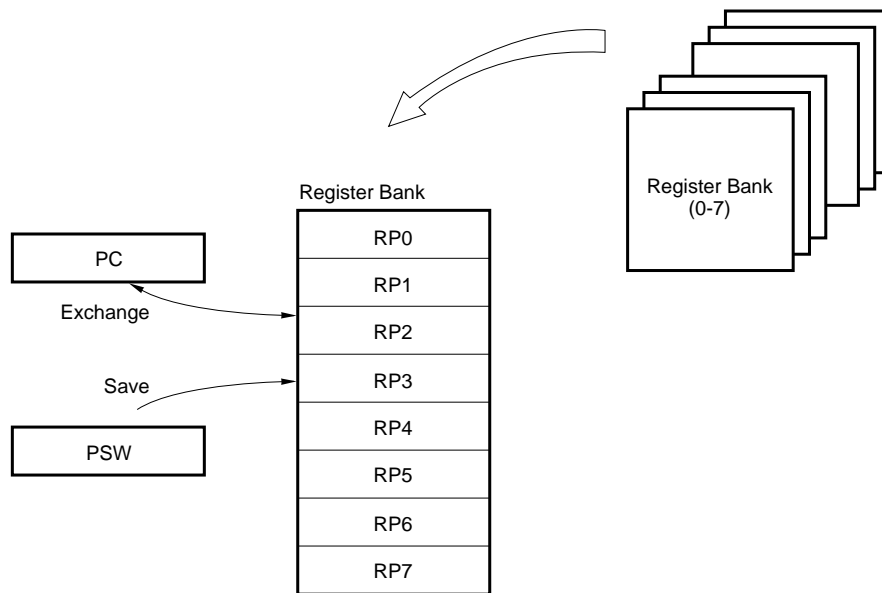 Register Bank
(0-7)
Register Bank
RP0
PC
RP1
Exchange
RP2
Save
RP3
RP4
PSW
RP5
RP6
RP7